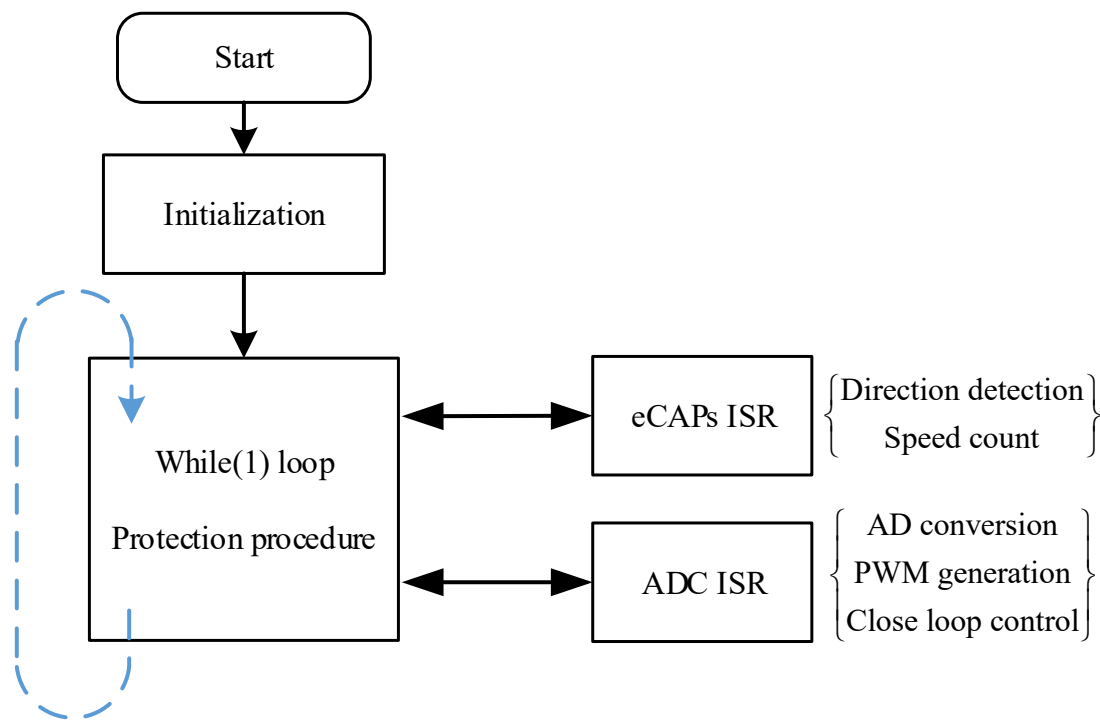 Start
Initialization
While(1) loop
Protection procedure
eCAPs ISR
Direction detection
Speed count
ADC ISR
AD conversion
PWM generation
Close loop control